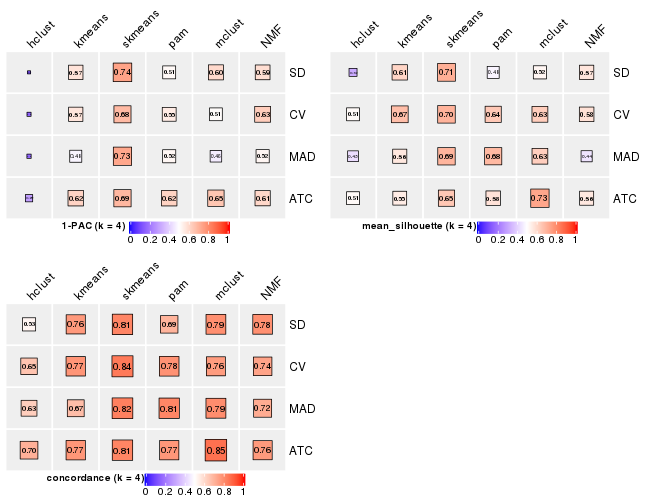 hclust kmeans skmeans pam mclust NMF
0.57 0.74 0.51 0.60 0.59 SD
0.57 0.68 0.55 0.51 0.63 CV
0.48 0.73 0.52 0.46 0.52 MAD
0.62 0.69 0.62 0.65 0.61 ATC
1-PAC (k = 4)
0 0.2 0.4 0.6 0.8 1
hclust kmeans skmeans pam mclust NMF
0.61 0.71 0.52 0.57 SD
0.51 0.67 0.70 0.64 0.63 0.58 CV
0.43 0.56 0.69 0.68 0.63 0.44 MAD
0.51 0.55 0.65 0.58 0.73 0.56 ATC
mean_silhouette (k = 4)
0 0.2 0.4 0.6 0.8 1
hclust kmeans skmeans pam mclust NMF
0.53 0.76 0.81 0.69 0.79 0.78 SD
0.65 0.77 0.84 0.78 0.76 0.74 CV
0.63 0.67 0.82 0.81 0.79 0.72 MAD
0.70 0.77 0.81 0.77 0.85 0.76 ATC
concordance (k = 4)
0 0.2 0.4 0.6 0.8 1